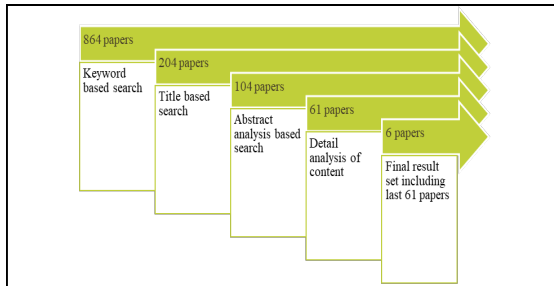 864 papers
Keyword
based search
204 papers
Title based
search
104 papers
Abstract
analysis based
search
61 papers
Detail
analysis of
content
6 papers
Final result
set including
last 61 papers